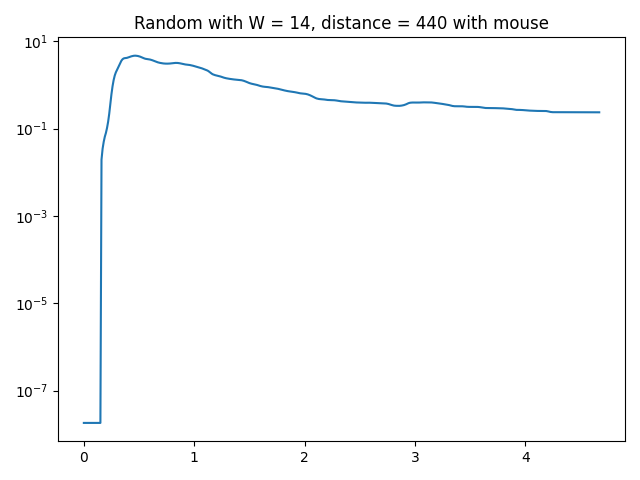 Random with W = 14, distance = 440 with mouse
10¹
10⁻¹
10⁻³
10⁻⁵
10⁻⁷
0 1 2 3 4